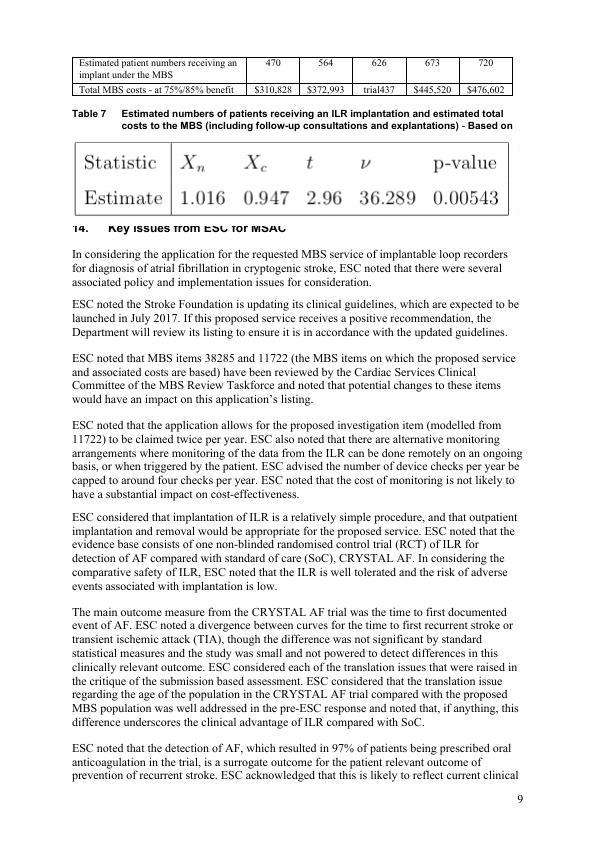 Estimated patient numbers receiving an implant under the MBS 470 564 626 673 720
Total MBS costs - at 75%/85% benefit $310,828 $372,993 trial437 $445,520 $476,602
Table 7 Estimated numbers of patients receiving an ILR implantation and estimated total
costs to the MBS (including follow-up consultations and explantations) - Based on
Statistic X_n X_c t ν p-value
Estimate 1.016 0.947 2.96 36.289 0.00543
14. Key issues from ESC for MSAC
In considering the application for the requested MBS service of implantable loop recorders
for diagnosis of atrial fibrillation in cryptogenic stroke, ESC noted that there were several
associated policy and implementation issues for consideration.
ESC noted the Stroke Foundation is updating its clinical guidelines, which are expected to be
launched in July 2017. If this proposed service receives a positive recommendation, the
Department will review its listing to ensure it is in accordance with the updated guidelines.
ESC noted that MBS items 38285 and 11722 (the MBS items on which the proposed service
and associated costs are based) have been reviewed by the Cardiac Services Clinical
Committee of the MBS Review Taskforce and noted that potential changes to these items
would have an impact on this application's listing.
ESC noted that the application allows for the proposed investigation item (modelled from
11722) to be claimed twice per year. ESC also noted that there are alternative monitoring
arrangements where monitoring of the data from the ILR can be done remotely on an ongoing
basis, or when triggered by the patient. ESC advised the number of device checks per year be
capped to around four checks per year. ESC noted that the cost of monitoring is not likely to
have a substantial impact on cost-effectiveness.
ESC considered that implantation of ILR is a relatively simple procedure, and that outpatient
implantation and removal would be appropriate for the proposed service. ESC noted that the
evidence base consists of one non-blinded randomised control trial (RCT) of ILR for
detection of AF compared with standard of care (SoC), CRYSTAL AF. In considering the
comparative safety of ILR, ESC noted that the ILR is well tolerated and the risk of adverse
events associated with implantation is low.
The main outcome measure from the CRYSTAL AF trial was the time to first documented
event of AF. ESC noted a divergence between curves for the time to first recurrent stroke or
transient ischemic attack (TIA), though the difference was not significant by standard
statistical measures and the study was small and not powered to detect differences in this
clinically relevant outcome. ESC considered each of the translation issues that were raised in
the critique of the submission based assessment. ESC considered that the translation issue
regarding the age of the population in the CRYSTAL AF trial compared with the proposed
MBS population was well addressed in the pre-ESC response and noted that, if anything, this
difference underscores the clinical advantage of ILR compared with SoC.
ESC noted that the detection of AF, which resulted in 97% of patients being prescribed oral
anticoagulation in the trial, is a surrogate outcome for the patient relevant outcome of
prevention of recurrent stroke. ESC acknowledged that this is likely to reflect current clinical
9